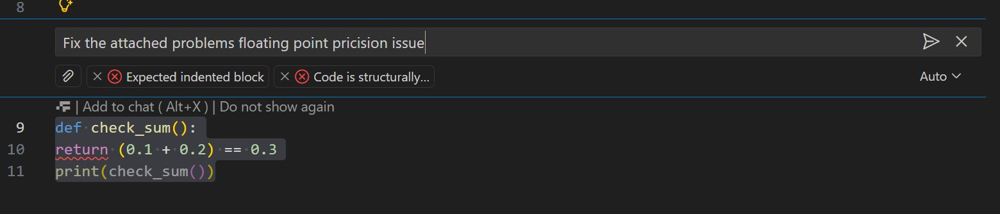 8
Fix the attached problems floating point pricision issue
Expected indented block Code is structurally... Auto
| Add to chat ( Alt+X ) | Do not show again
9 def check_sum():
10 return (0.1 + 0.2) == 0.3
11 print(check_sum())